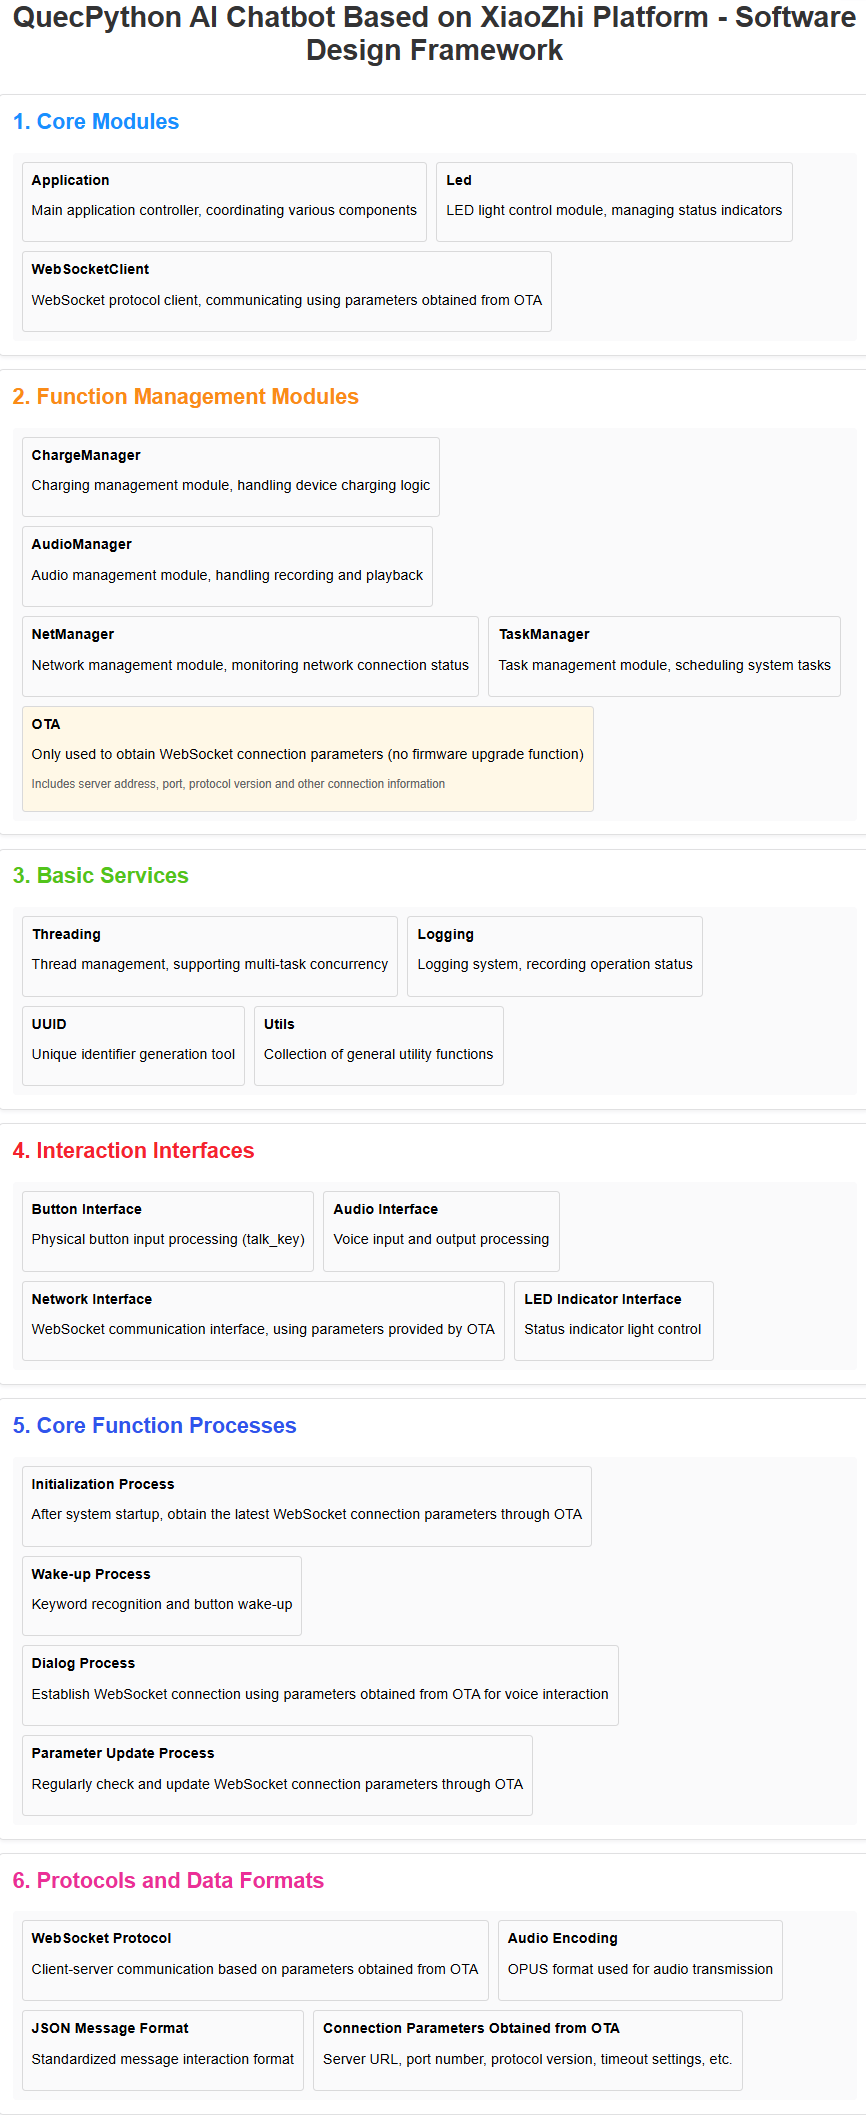 QuecPython AI Chatbot Based on XiaoZhi Platform - Software
Design Framework
1. Core Modules
Application
Main application controller, coordinating various components
Led
LED light control module, managing status indicators
WebSocketClient
WebSocket protocol client, communicating using parameters obtained from OTA
2. Function Management Modules
ChargeManager
Charging management module, handling device charging logic
AudioManager
Audio management module, handling recording and playback
NetManager
Network management module, monitoring network connection status
TaskManager
Task management module, scheduling system tasks
OTA
Only used to obtain WebSocket connection parameters (no firmware upgrade function)
Includes server address, port, protocol version and other connection information
3. Basic Services
Threading
Thread management, supporting multi-task concurrency
Logging
Logging system, recording operation status
UUID
Unique identifier generation tool
Utils
Collection of general utility functions
4. Interaction Interfaces
Button Interface
Physical button input processing (talk_key)
Audio Interface
Voice input and output processing
Network Interface
WebSocket communication interface, using parameters provided by OTA
LED Indicator Interface
Status indicator light control
5. Core Function Processes
Initialization Process
After system startup, obtain the latest WebSocket connection parameters through OTA
Wake-up Process
Keyword recognition and button wake-up
Dialog Process
Establish WebSocket connection using parameters obtained from OTA for voice interaction
Parameter Update Process
Regularly check and update WebSocket connection parameters through OTA
6. Protocols and Data Formats
WebSocket Protocol
Client-server communication based on parameters obtained from OTA
Audio Encoding
OPUS format used for audio transmission
JSON Message Format
Standardized message interaction format
Connection Parameters Obtained from OTA
Server URL, port number, protocol version, timeout settings, etc.